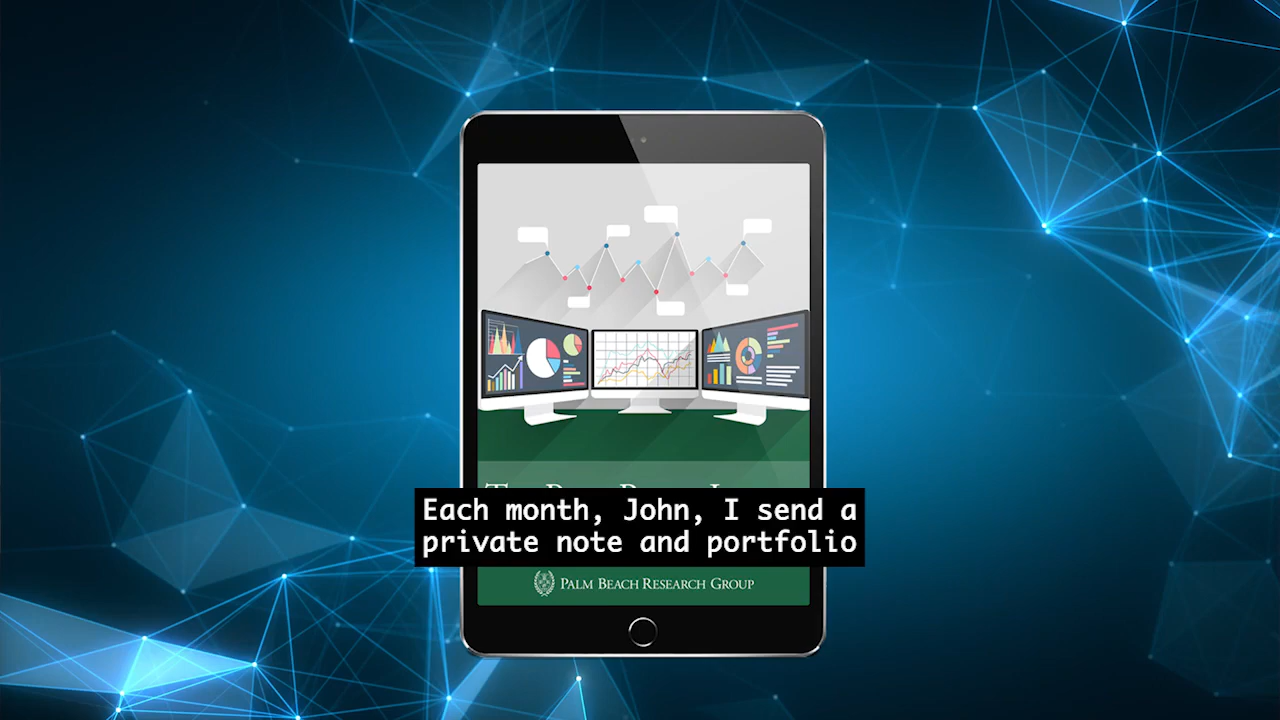 Each month, John, I send a
private note and portfolio
PALM BEACH RESEARCH GROUP